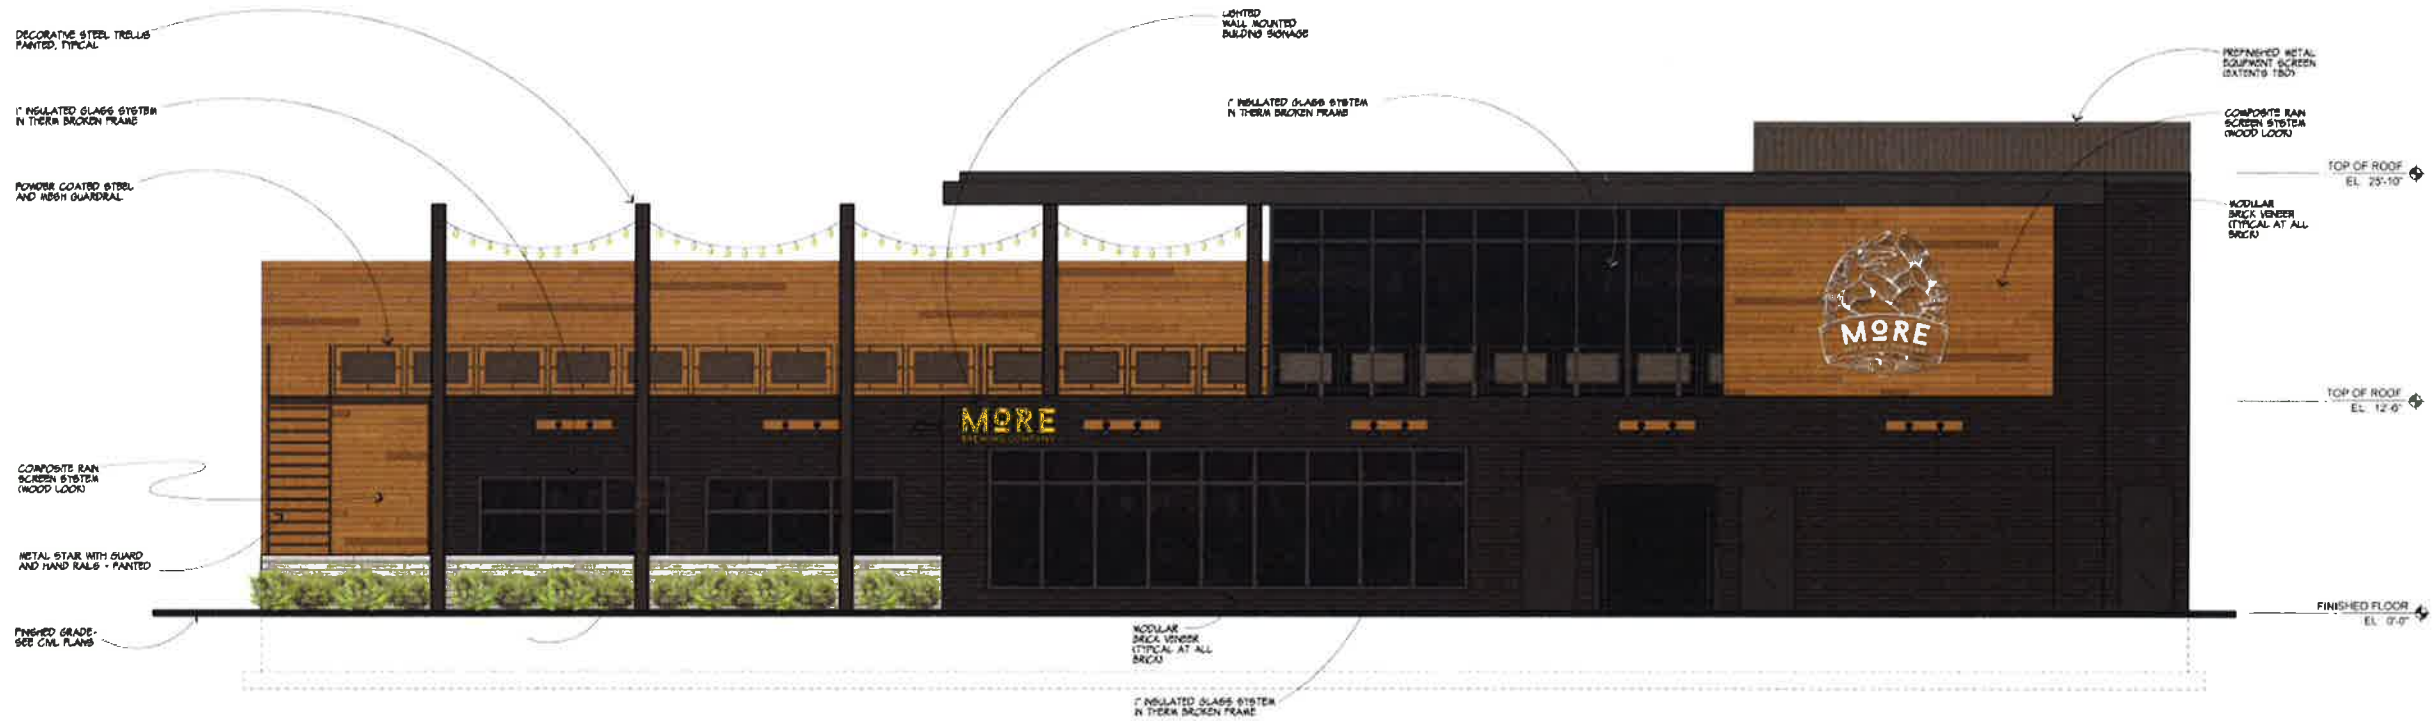 DECORATIVE STEEL TRELLIS
PAINTED, TYPICAL
1" INSULATED GLASS SYSTEM
IN THERM BROKEN FRAME
POWDER COATED STEEL
AND MESH GUARDRAIL
COMPOSITE RAIN
SCREEN SYSTEM
(WOOD LOOK)
METAL STAIR WITH GUARD
AND HAND RAILS - PAINTED
FINISHED GRADE-
SEE CIVIL PLANS
LIGHTED
WALL MOUNTED
BUILDING SIGNAGE
1" INSULATED GLASS SYSTEM
IN THERM BROKEN FRAME
PREFINISHED METAL
EQUIPMENT SCREEN
(EXTENTS TBD)
COMPOSITE RAIN
SCREEN SYSTEM
(WOOD LOOK)
TOP OF ROOF
EL 25'-10"
MODULAR
BRICK VENEER
(TYPICAL AT ALL
BRICK)
MORE
MORE
BREWING COMPANY
TOP OF ROOF
EL. 12'-6"
FINISHED FLOOR
EL 0'-0"
MODULAR
BRICK VENEER
(TYPICAL AT ALL
BRICK)
1" INSULATED GLASS SYSTEM
IN THERM BROKEN FRAME